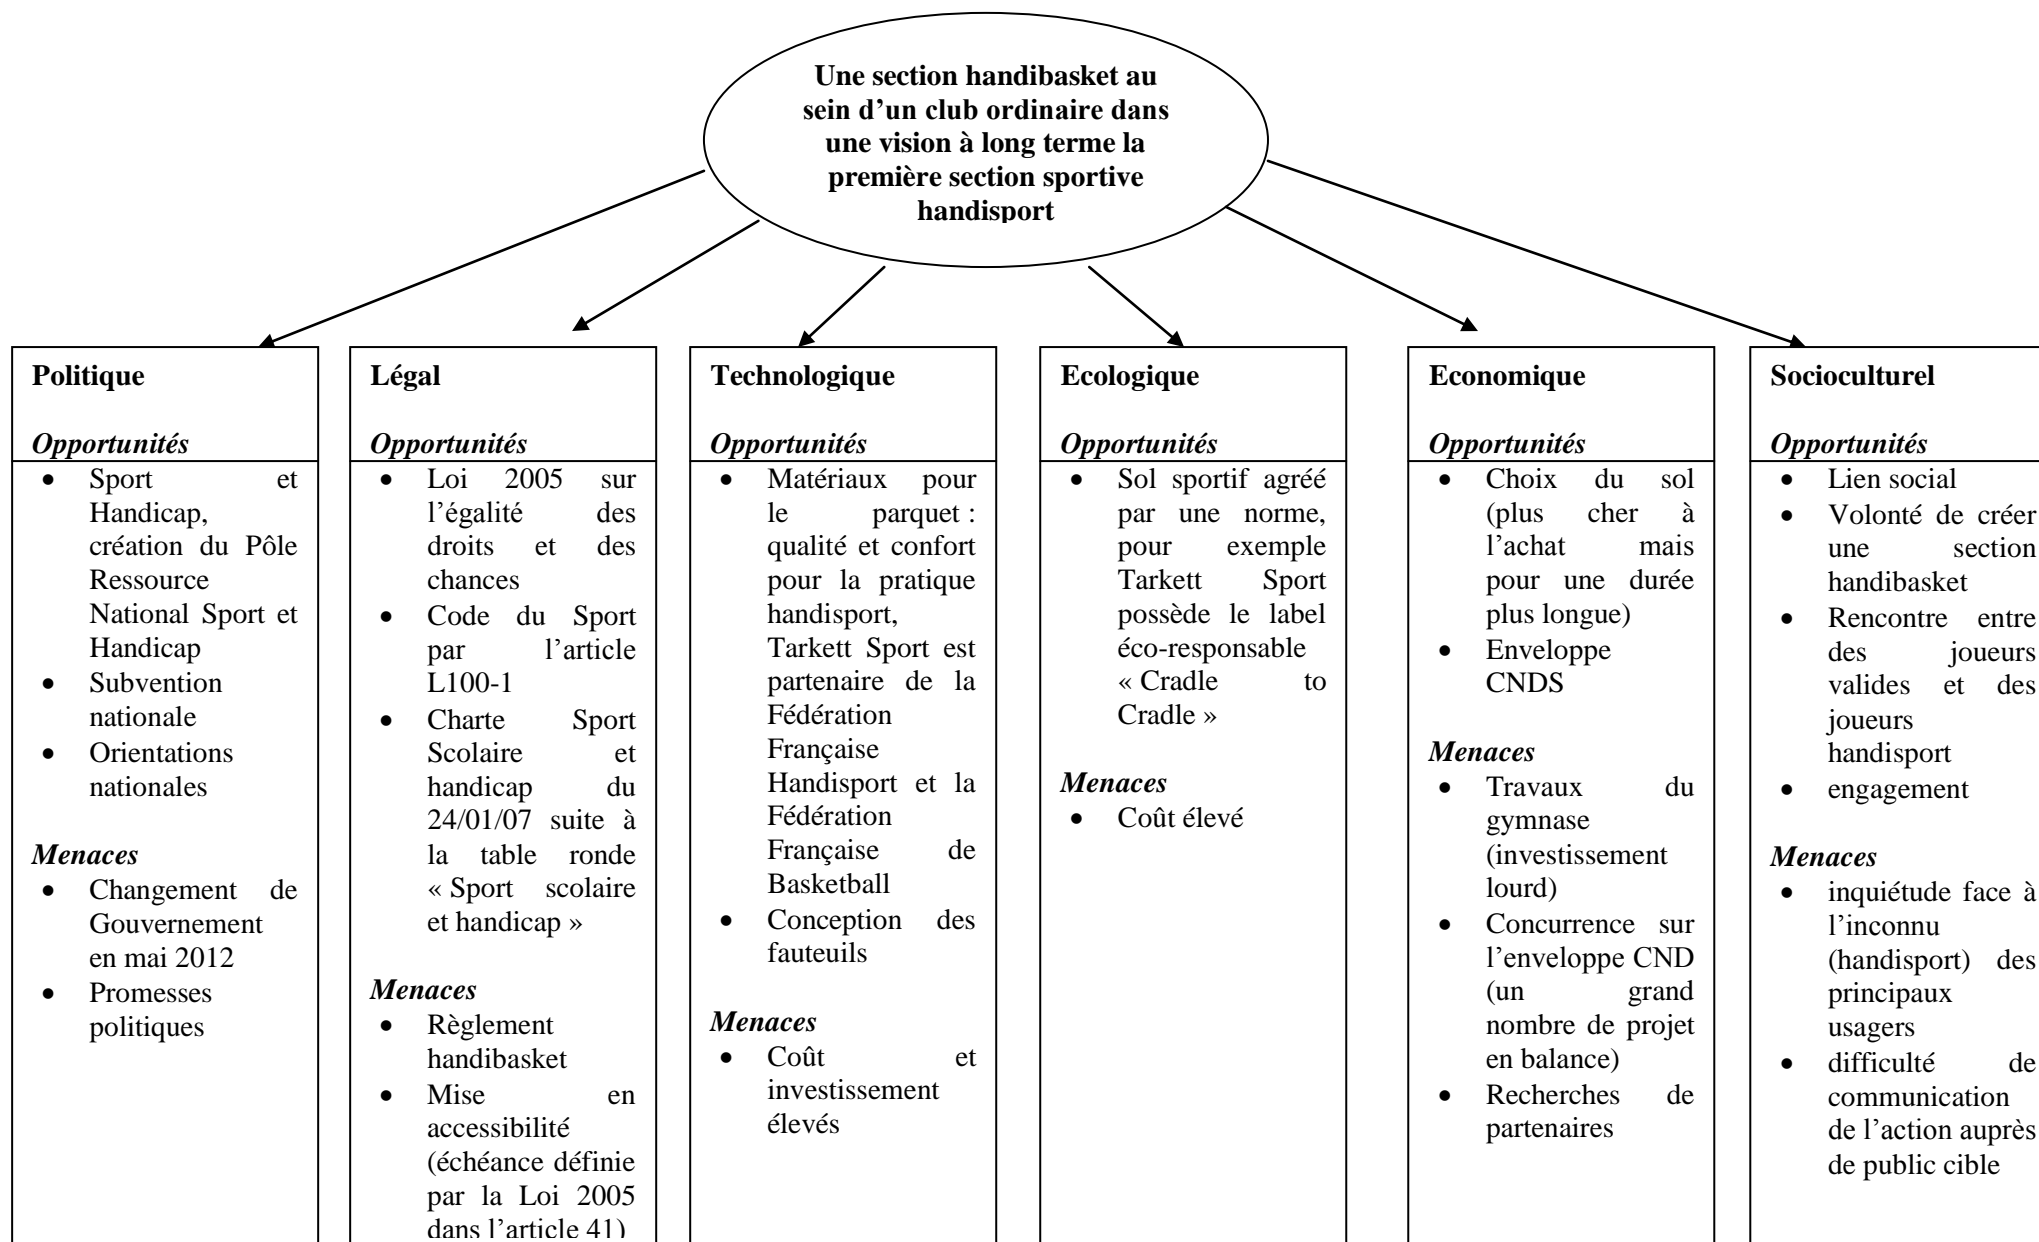 Une section handibasket au
sein d’un club ordinaire dans
une vision à long terme la
première section sportive
handisport
Politique
Opportunités
• Sport et
Handicap,
création du Pôle
Ressource
National Sport et
Handicap
• Subvention
nationale
• Orientations
nationales
Menaces
• Changement de
Gouvernement
en mai 2012
• Promesses
politiques
Légal
Opportunités
• Loi 2005 sur
l’égalité des
droits et des
chances
• Code du Sport
par l’article
L100-1
• Charte Sport
Scolaire et
handicap du
24/01/07 suite à
la table ronde
« Sport scolaire
et handicap »
Menaces
• Règlement
handibasket
• Mise en
accessibilité
(échéance définie
par la Loi 2005
dans l’article 41)
Technologique
Opportunités
• Matériaux pour
le parquet :
qualité et confort
pour la pratique
handisport,
Tarkett Sport est
partenaire de la
Fédération
Française
Handisport et la
Fédération
Française de
Basketball
• Conception des
fauteuils
Menaces
• Coût et
investissement
élevés
Ecologique
Opportunités
• Sol sportif agréé
par une norme,
pour exemple
Tarkett Sport
possède le label
éco-responsable
« Cradle to
Cradle »
Menaces
• Coût élevé
Economique
Opportunités
• Choix du sol
(plus cher à
l’achat mais
pour une durée
plus longue)
• Enveloppe
CNDS
Menaces
• Travaux du
gymnase
(investissement
lourd)
• Concurrence sur
l’enveloppe CND
(un grand
nombre de projet
en balance)
• Recherches de
partenaires
Socioculturel
Opportunités
• Lien social
• Volonté de créer
une section
handibasket
• Rencontre entre
des joueurs
valides et des
joueurs
handisport
• engagement
Menaces
• inquiétude face à
l’inconnu
(handisport) des
principaux
usagers
• difficulté de
communication
de l’action auprès
de public cible